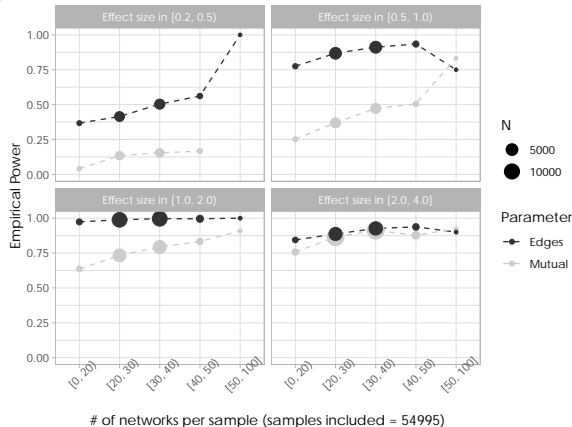 Effect size in [0.2, 0.5)
Effect size in [0.5, 1.0)
1.00
0.75
0.50
0.25
0.00
Effect size in [1.0, 2.0)
Effect size in [2.0, 4.0]
1.00
0.75
0.50
0.25
0.00
Empirical Power
[0, 20)
[20, 30)
[30, 40)
[40, 50)
[50, 100]
[0, 20)
[20, 30)
[30, 40)
[40, 50)
[50, 100]
# of networks per sample (samples included = 54995)
N
5000
10000
Parameter
Edges
Mutual